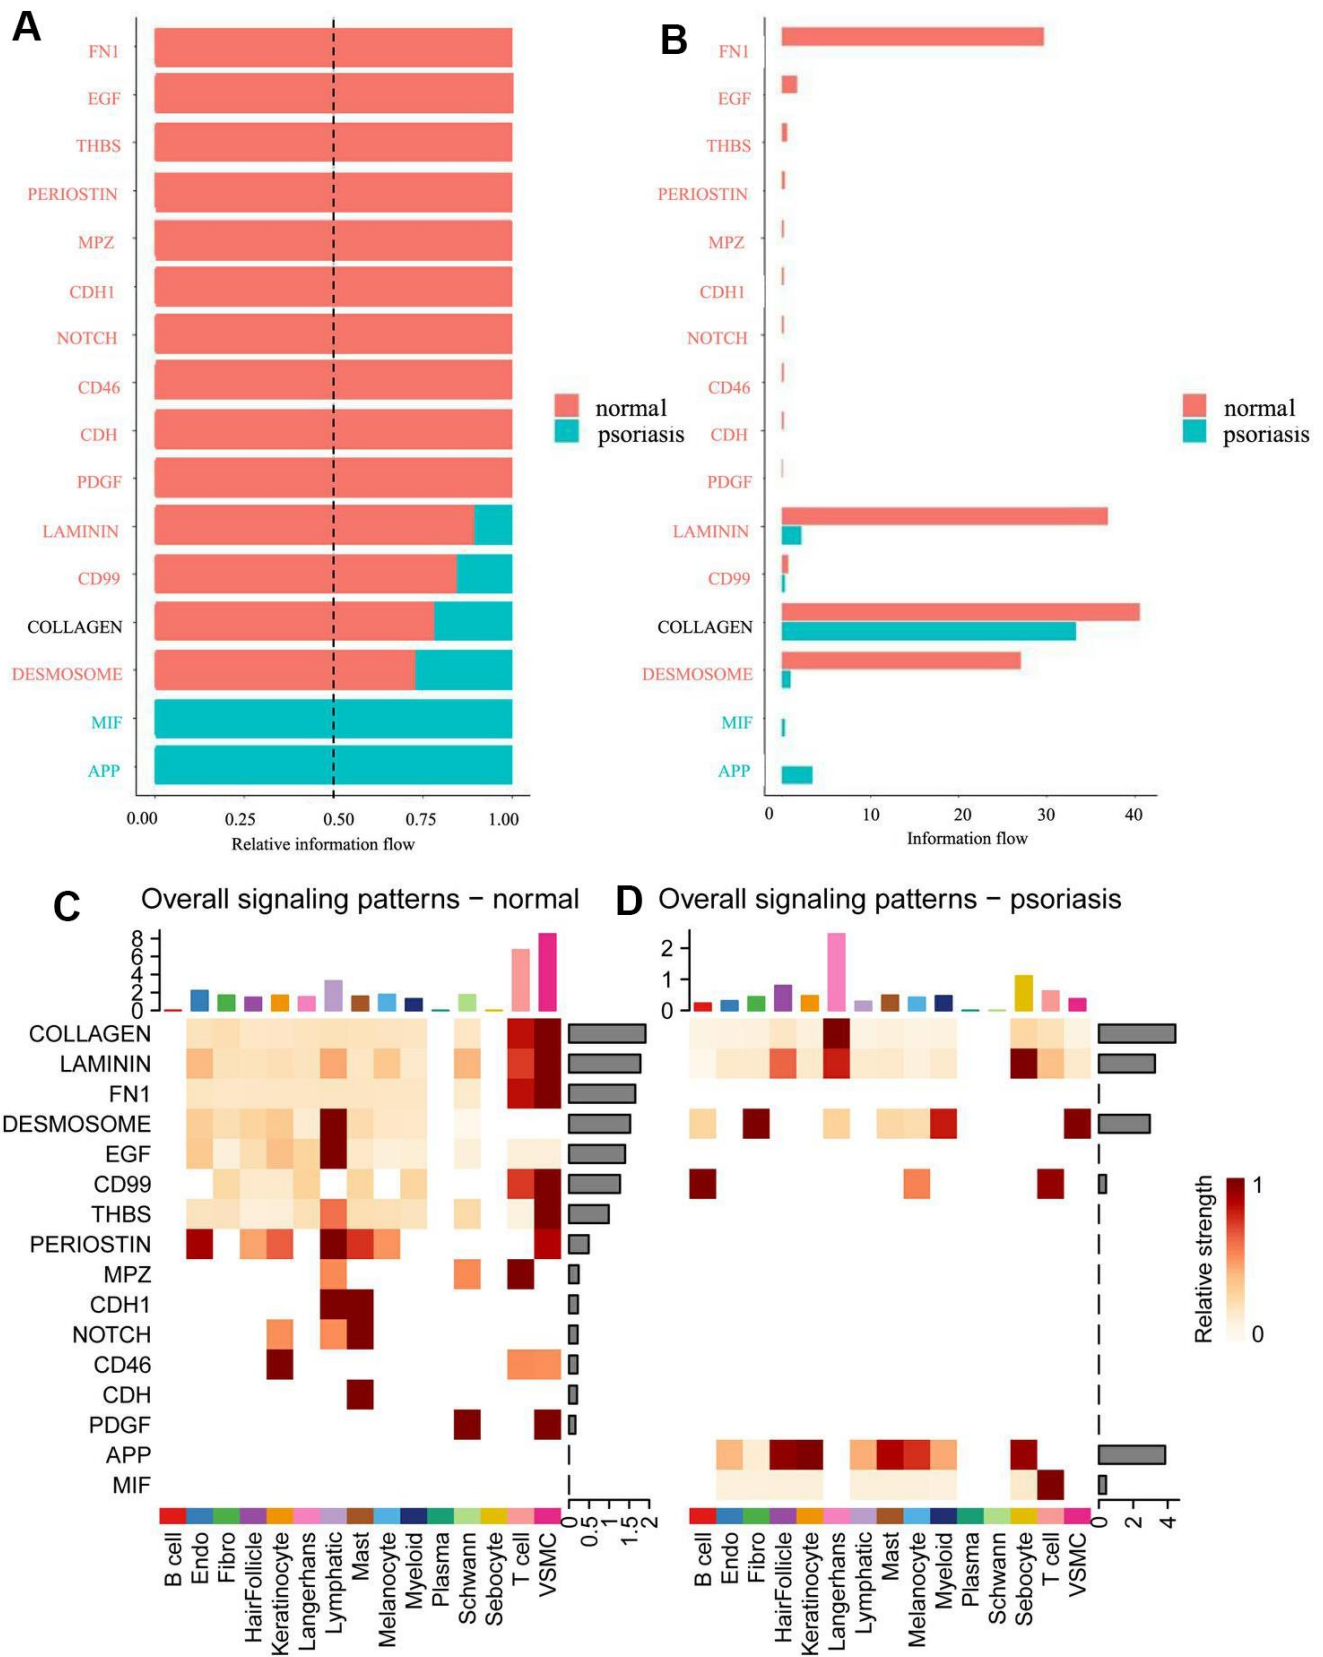 A
FN1
EGF
THBS
PERIOSTIN
MPZ
CDH1
NOTCH
CD46
CDH
PDGF
LAMININ
CD99
COLLAGEN
DESMOSOME
MIF
APP
0.00 0.25 0.50 0.75 1.00
Relative information flow
normal
psoriasis
B
FN1
EGF
THBS
PERIOSTIN
MPZ
CDH1
NOTCH
CD46
CDH
PDGF
LAMININ
CD99
COLLAGEN
DESMOSOME
MIF
APP
0 10 20 30 40
Information flow
normal
psoriasis
C
Overall signaling patterns − normal
8
6
4
2
0
COLLAGEN
LAMININ
FN1
DESMOSOME
EGF
CD99
THBS
PERIOSTIN
MPZ
CDH1
NOTCH
CD46
CDH
PDGF
APP
MIF
B cell
Endo
Fibro
HairFollicle
Keratinocyte
Langerhans
Lymphatic
Mast
Melanocyte
Myeloid
Plasma
Schwann
Sebocyte
T cell
VSMC
0
0.5
1
1.5
2
D
Overall signaling patterns − psoriasis
2
1
0
B cell
Endo
Fibro
HairFollicle
Keratinocyte
Langerhans
Lymphatic
Mast
Melanocyte
Myeloid
Plasma
Schwann
Sebocyte
T cell
VSMC
0
2
4
Relative strength
1
0